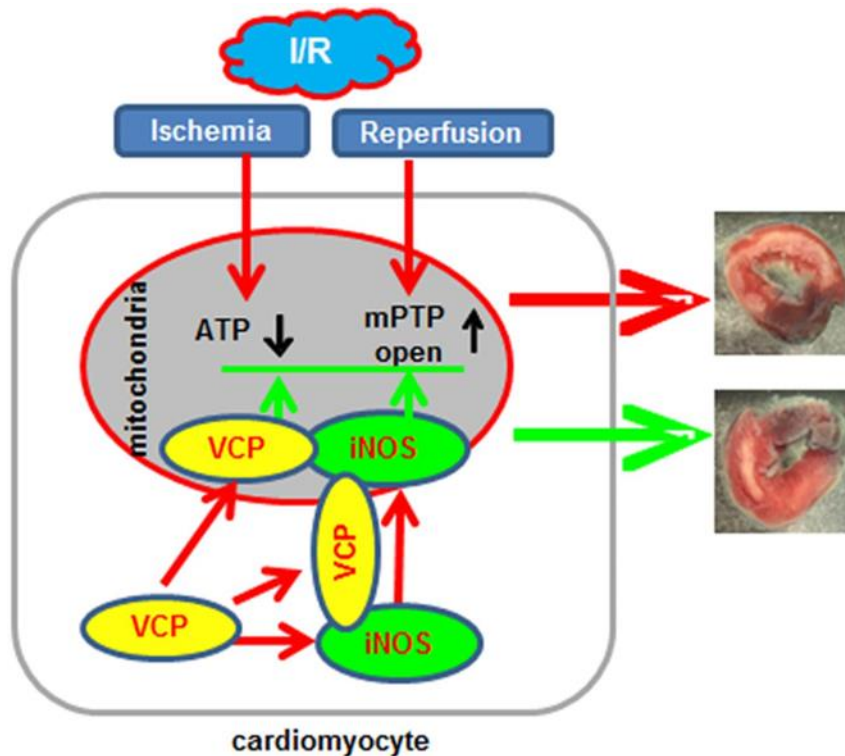 I/R
Ischemia
Reperfusion
mitochondria
ATP
mPTP
open
VCP
iNOS
VCP
VCP
iNOS
cardiomyocyte